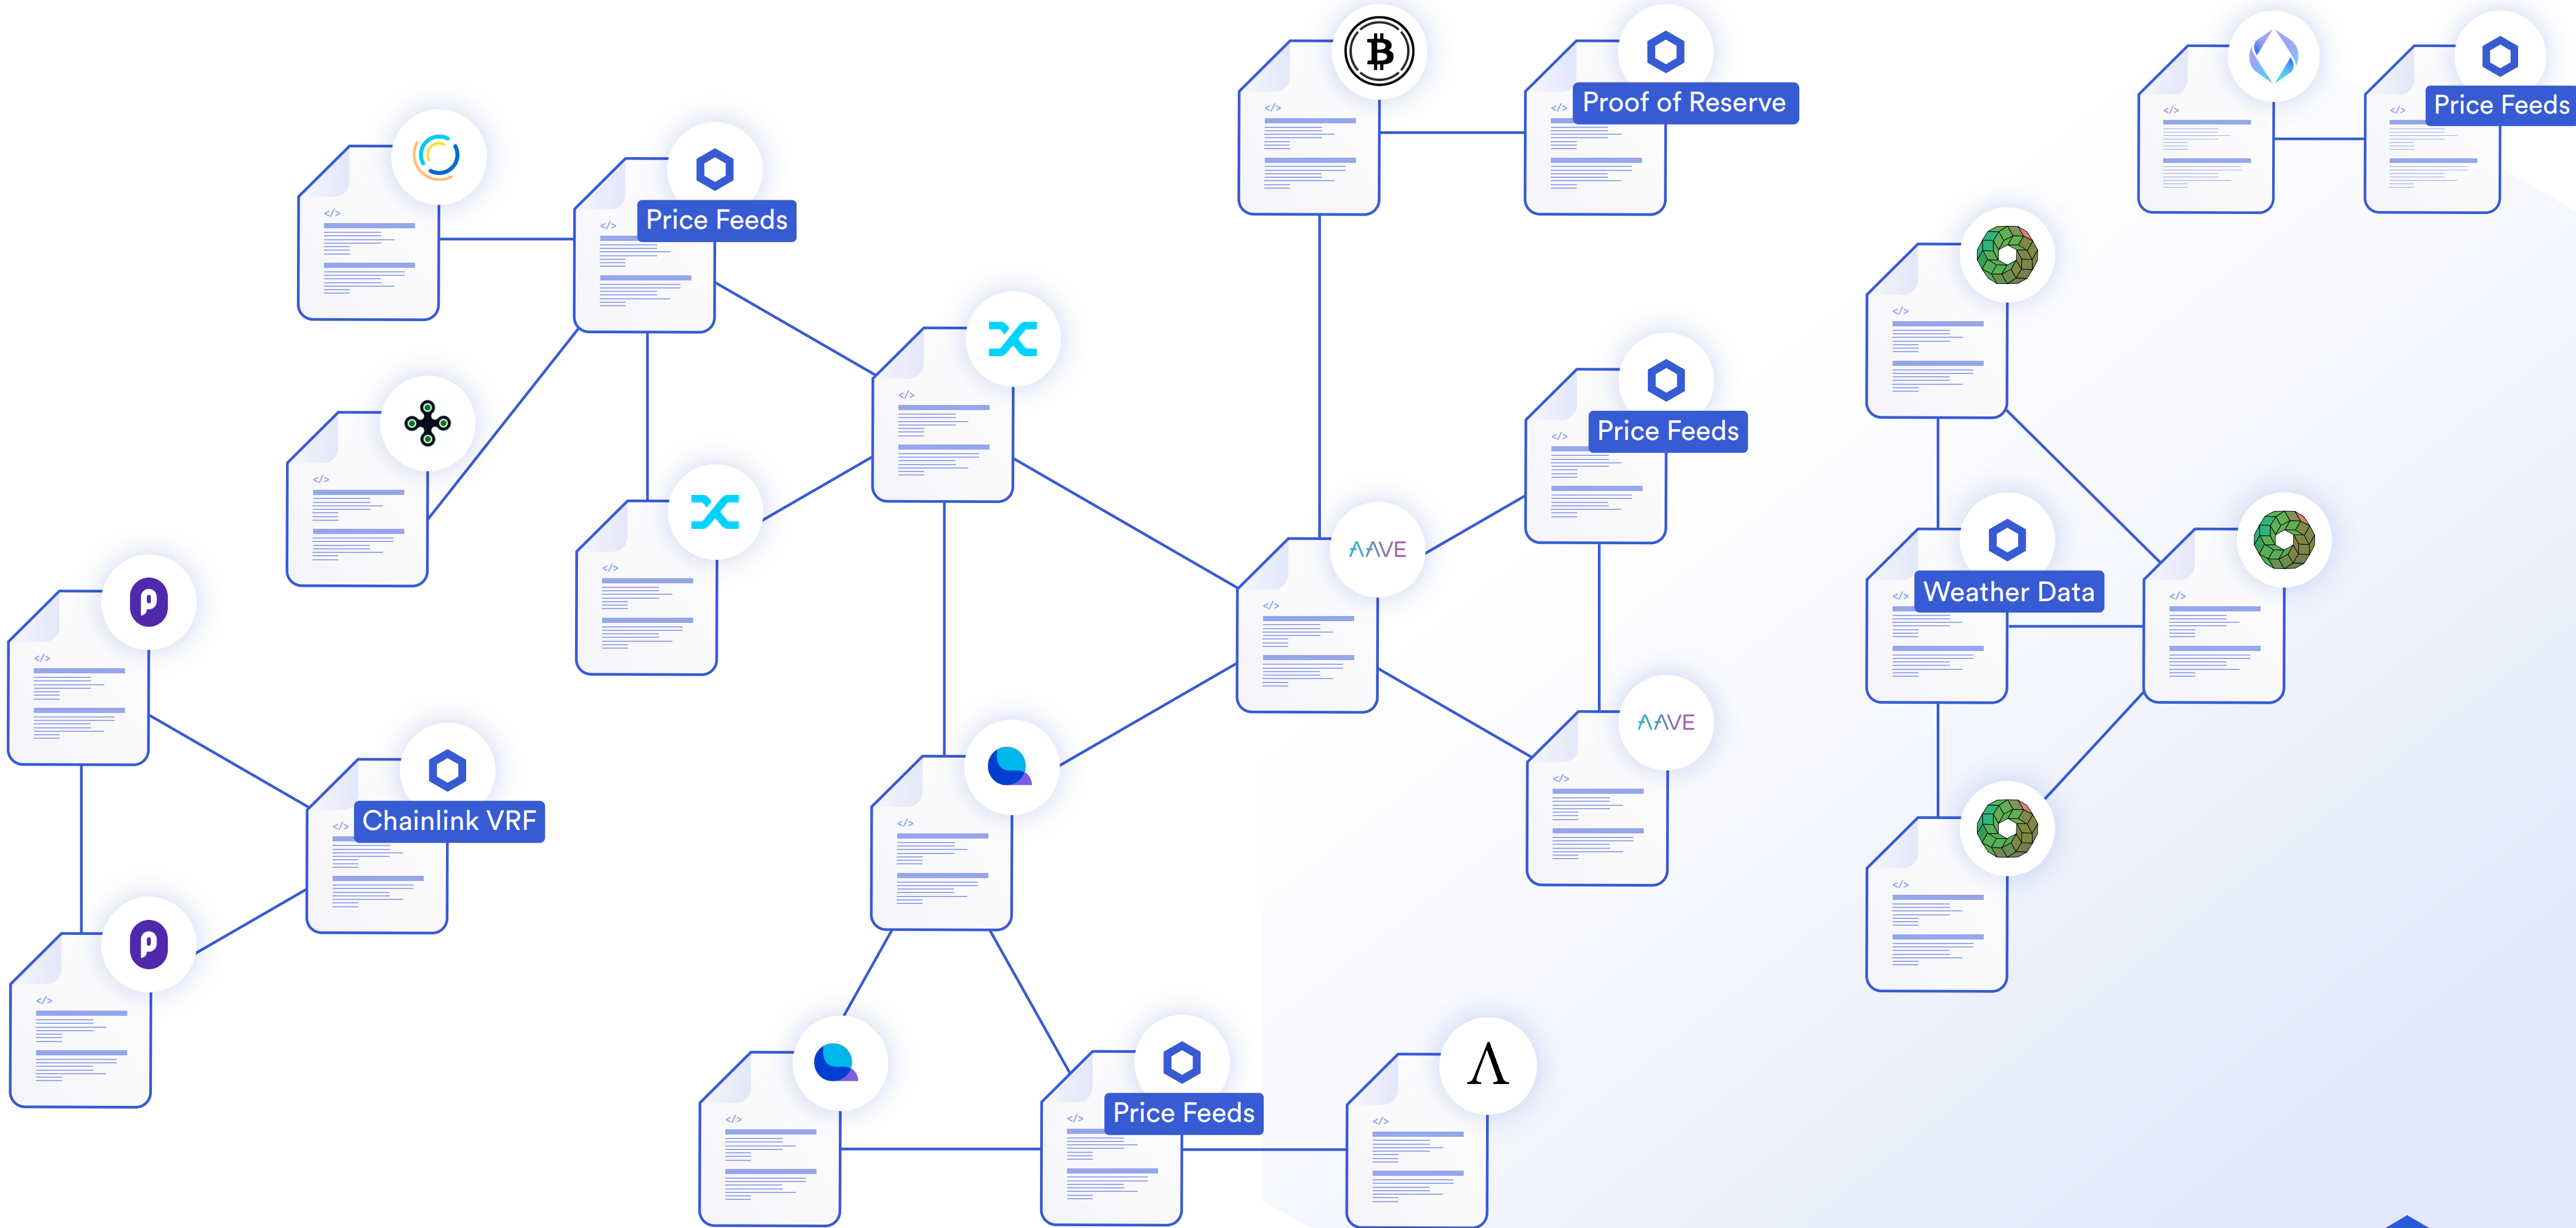 Proof of Reserve
Price Feeds
Price Feeds
Price Feeds
AAVE
Weather Data
AAVE
Chainlink VRF
Price Feeds